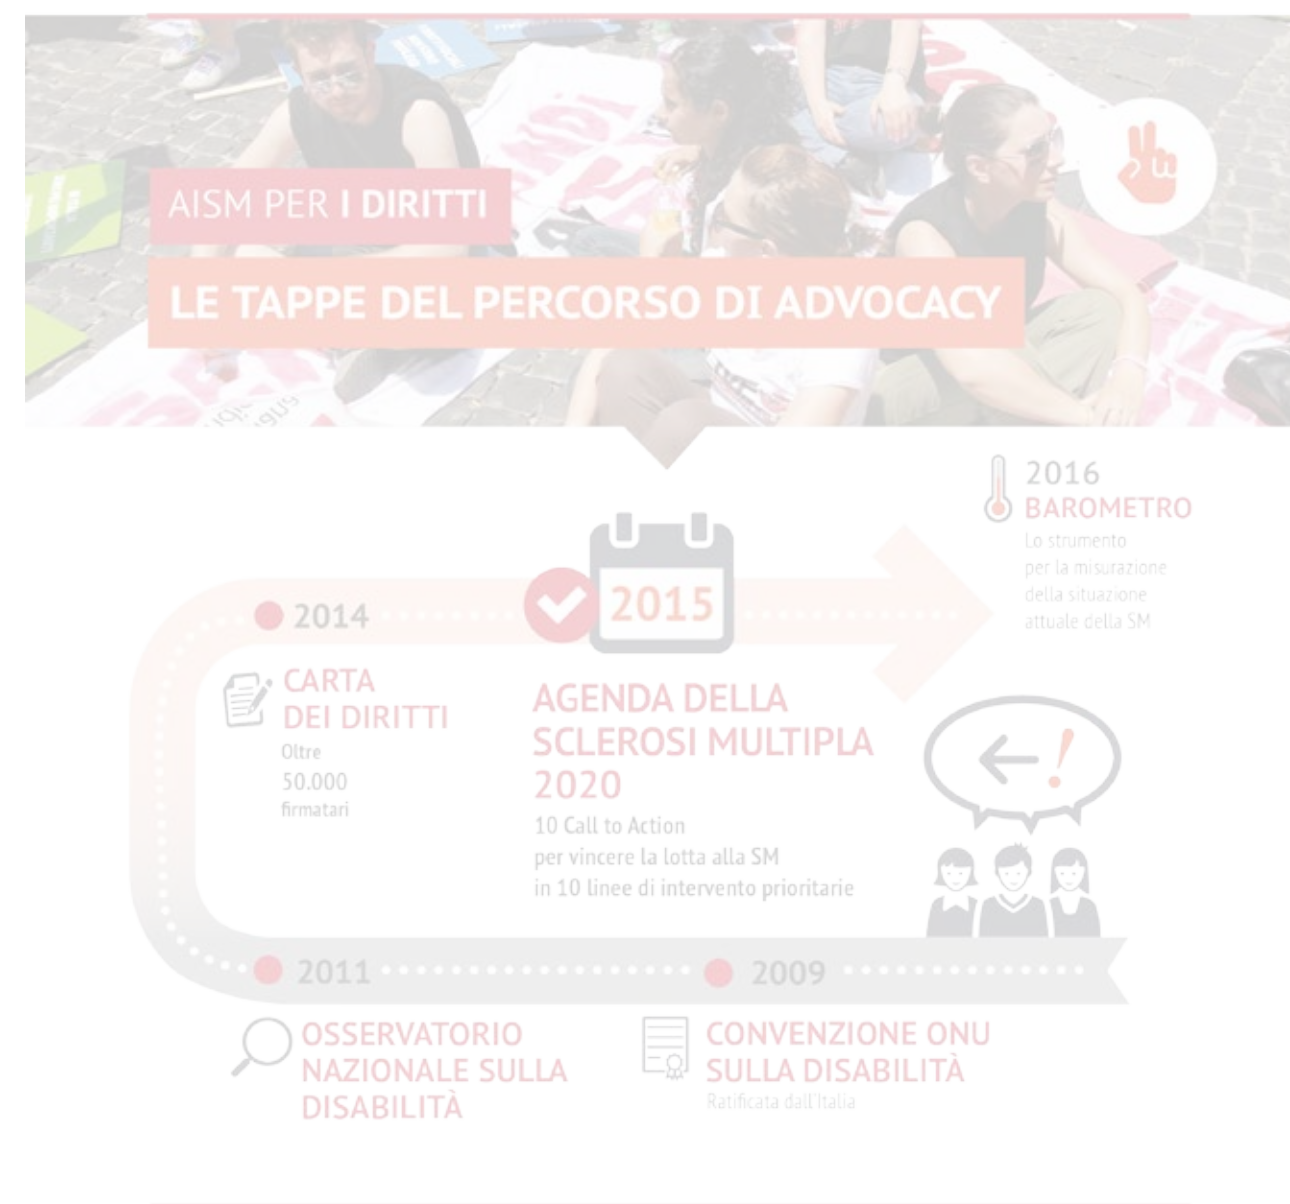 AISM PER I DIRITTI
LE TAPPE DEL PERCORSO DI ADVOCACY
2016
BAROMETRO
Lo strumento
per la misurazione
della situazione
attuale della SM
2014
2015
CARTA
DEI DIRITTI
Oltre
50.000
firmatari
AGENDA DELLA
SCLEROSI MULTIPLA
2020
10 Call to Action
per vincere la lotta alla SM
in 10 linee di intervento prioritarie
2011
2009
OSSERVATORIO
NAZIONALE SULLA
DISABILITÀ
CONVENZIONE ONU
SULLA DISABILITÀ
Ratificata dall'Italia